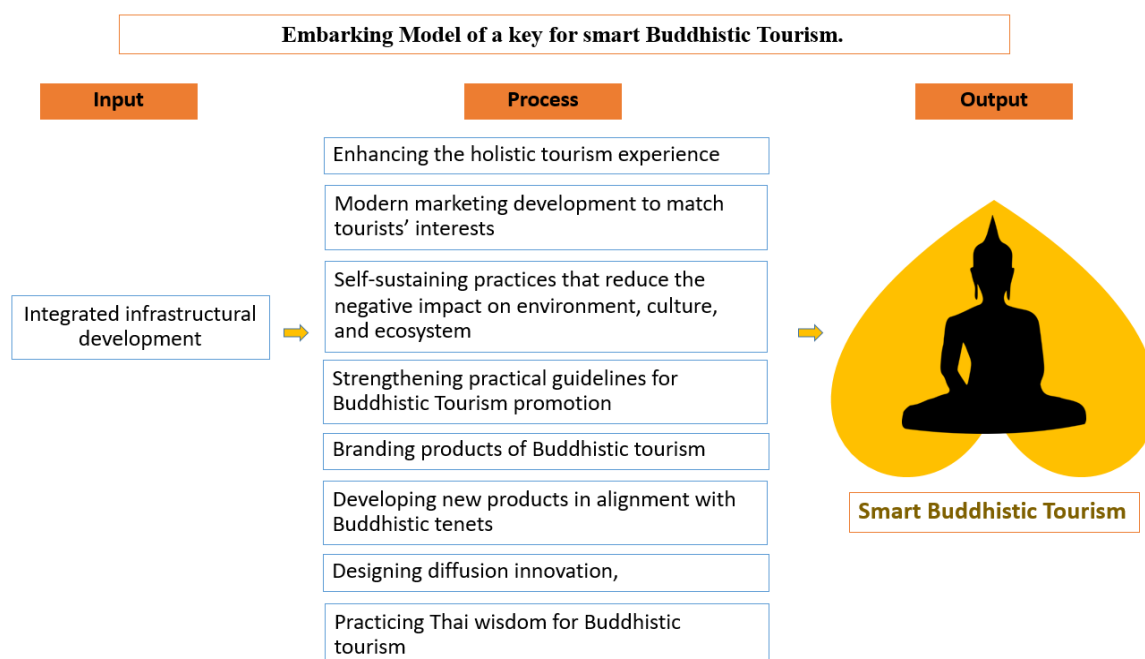 Embarking Model of a key for smart Buddhistic Tourism.
Input
Process
Output
Integrated infrastructural
development
Enhancing the holistic tourism experience
Modern marketing development to match
tourists’ interests
Self-sustaining practices that reduce the
negative impact on environment, culture,
and ecosystem
Strengthening practical guidelines for
Buddhistic Tourism promotion
Branding products of Buddhistic tourism
Developing new products in alignment with
Buddhistic tenets
Designing diffusion innovation,
Practicing Thai wisdom for Buddhistic
tourism
Smart Buddhistic Tourism